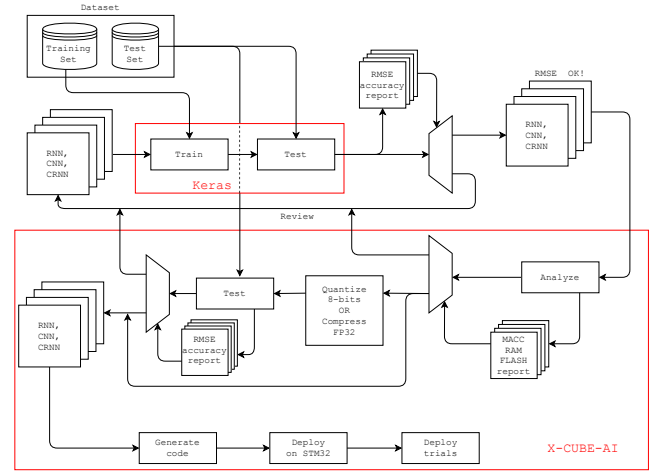 Dataset
Training
Set
Test
Set
RMSE
accuracy
report
RMSE OK!
RNN,
CNN,
CRNN
RNN,
CNN,
CRNN
Train
Test
Keras
Review
RNN,
CNN,
CRNN
Test
RMSE
accuracy
report
Quantize
8-bits
OR
Compress
FP32
Analyze
MACC
RAM
FLASH
report
Generate
code
Deploy
on STM32
Deploy
trials
X-CUBE-AI